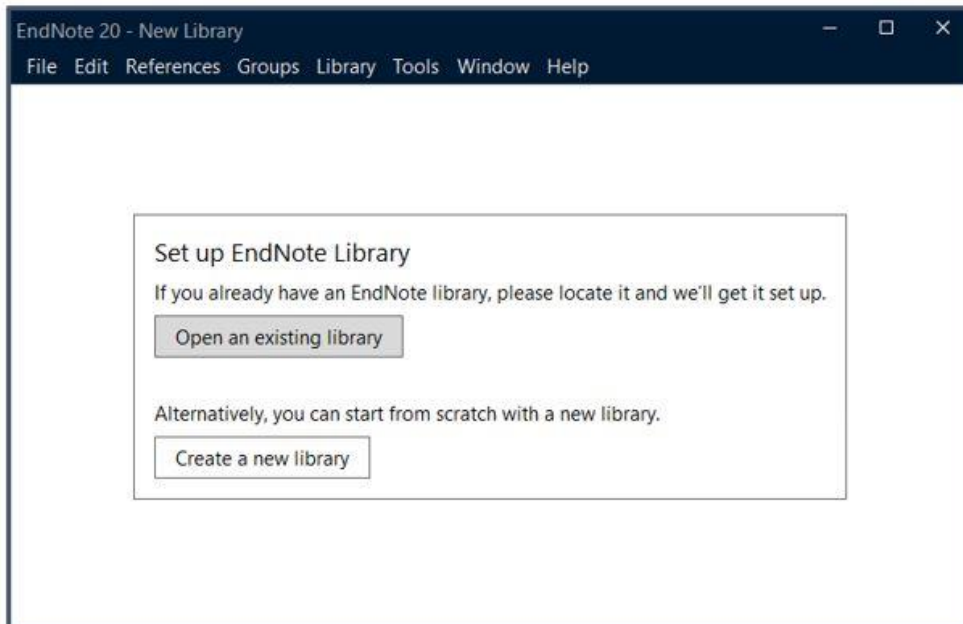 EndNote 20 - New Library
File Edit References Groups Library Tools Window Help
Set up EndNote Library
If you already have an EndNote library, please locate it and we'll get it set up.
Open an existing library
Alternatively, you can start from scratch with a new library.
Create a new library